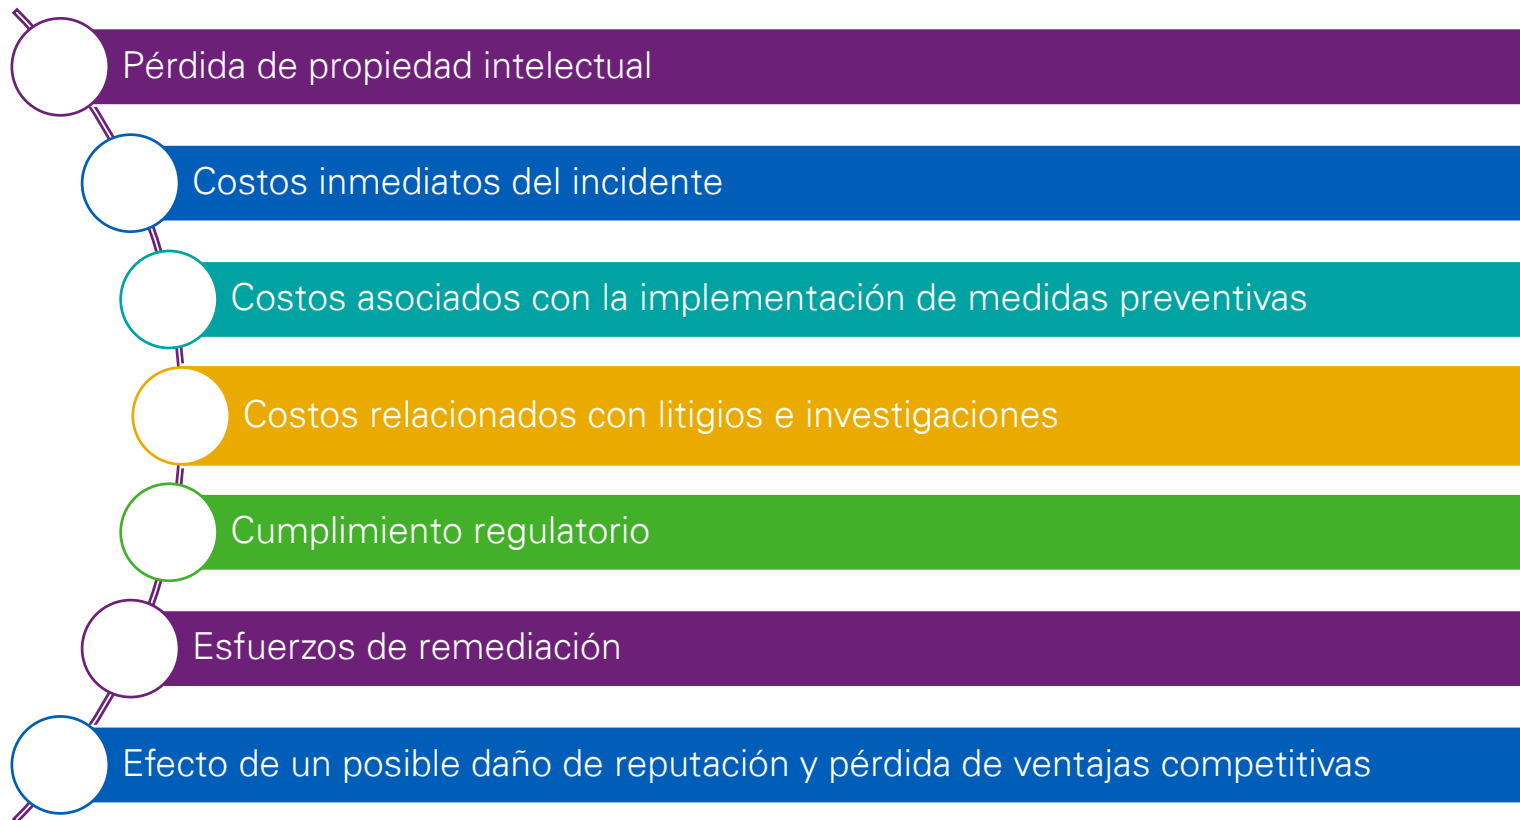 Pérdida de propiedad intelectual
Costos inmediatos del incidente
Costos asociados con la implementación de medidas preventivas
Costos relacionados con litigios e investigaciones
Cumplimiento regulatorio
Esfuerzos de remediación
Efecto de un posible daño de reputación y pérdida de ventajas competitivas